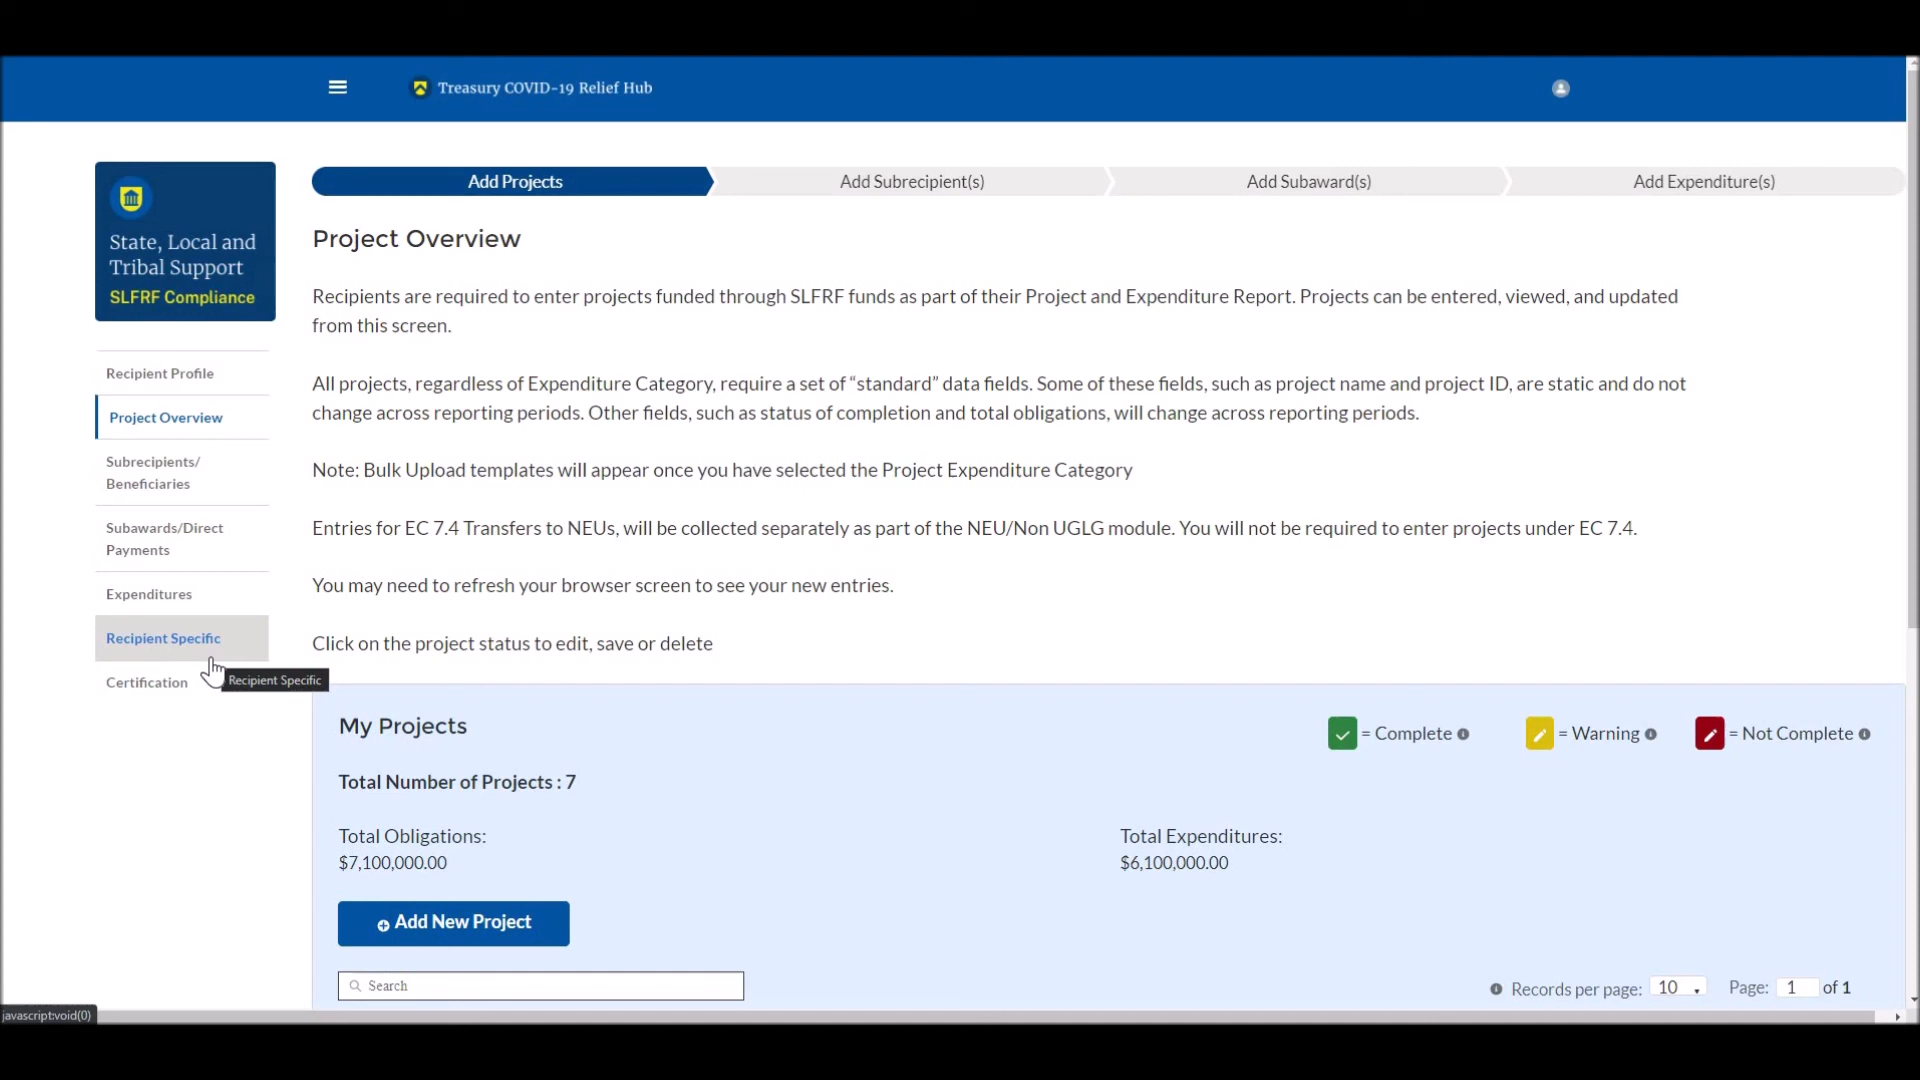 Treasury COVID-19 Relief Hub
State, Local and
Tribal Support
SLFRF Compliance
Recipient Profile
Project Overview
Subrecipients/
Beneficiaries
Subawards/Direct
Payments
Expenditures
Recipient Specific
Certification
Recipient Specific
Add Projects
Add Subrecipient(s)
Add Subaward(s)
Add Expenditure(s)
Project Overview
Recipients are required to enter projects funded through SLFRF funds as part of their Project and Expenditure Report. Projects can be entered, viewed, and updated
from this screen.
All projects, regardless of Expenditure Category, require a set of “standard” data fields. Some of these fields, such as project name and project ID, are static and do not
change across reporting periods. Other fields, such as status of completion and total obligations, will change across reporting periods.
Note: Bulk Upload templates will appear once you have selected the Project Expenditure Category
Entries for EC 7.4 Transfers to NEUs, will be collected separately as part of the NEU/Non UGLG module. You will not be required to enter projects under EC 7.4.
You may need to refresh your browser screen to see your new entries.
Click on the project status to edit, save or delete
My Projects
= Complete
= Warning
= Not Complete
Total Number of Projects : 7
Total Obligations:
$7,100,000.00
Total Expenditures:
$6,100,000.00
Add New Project
Search
Records per page: 10
Page: 1 of 1
javascript:void(0)